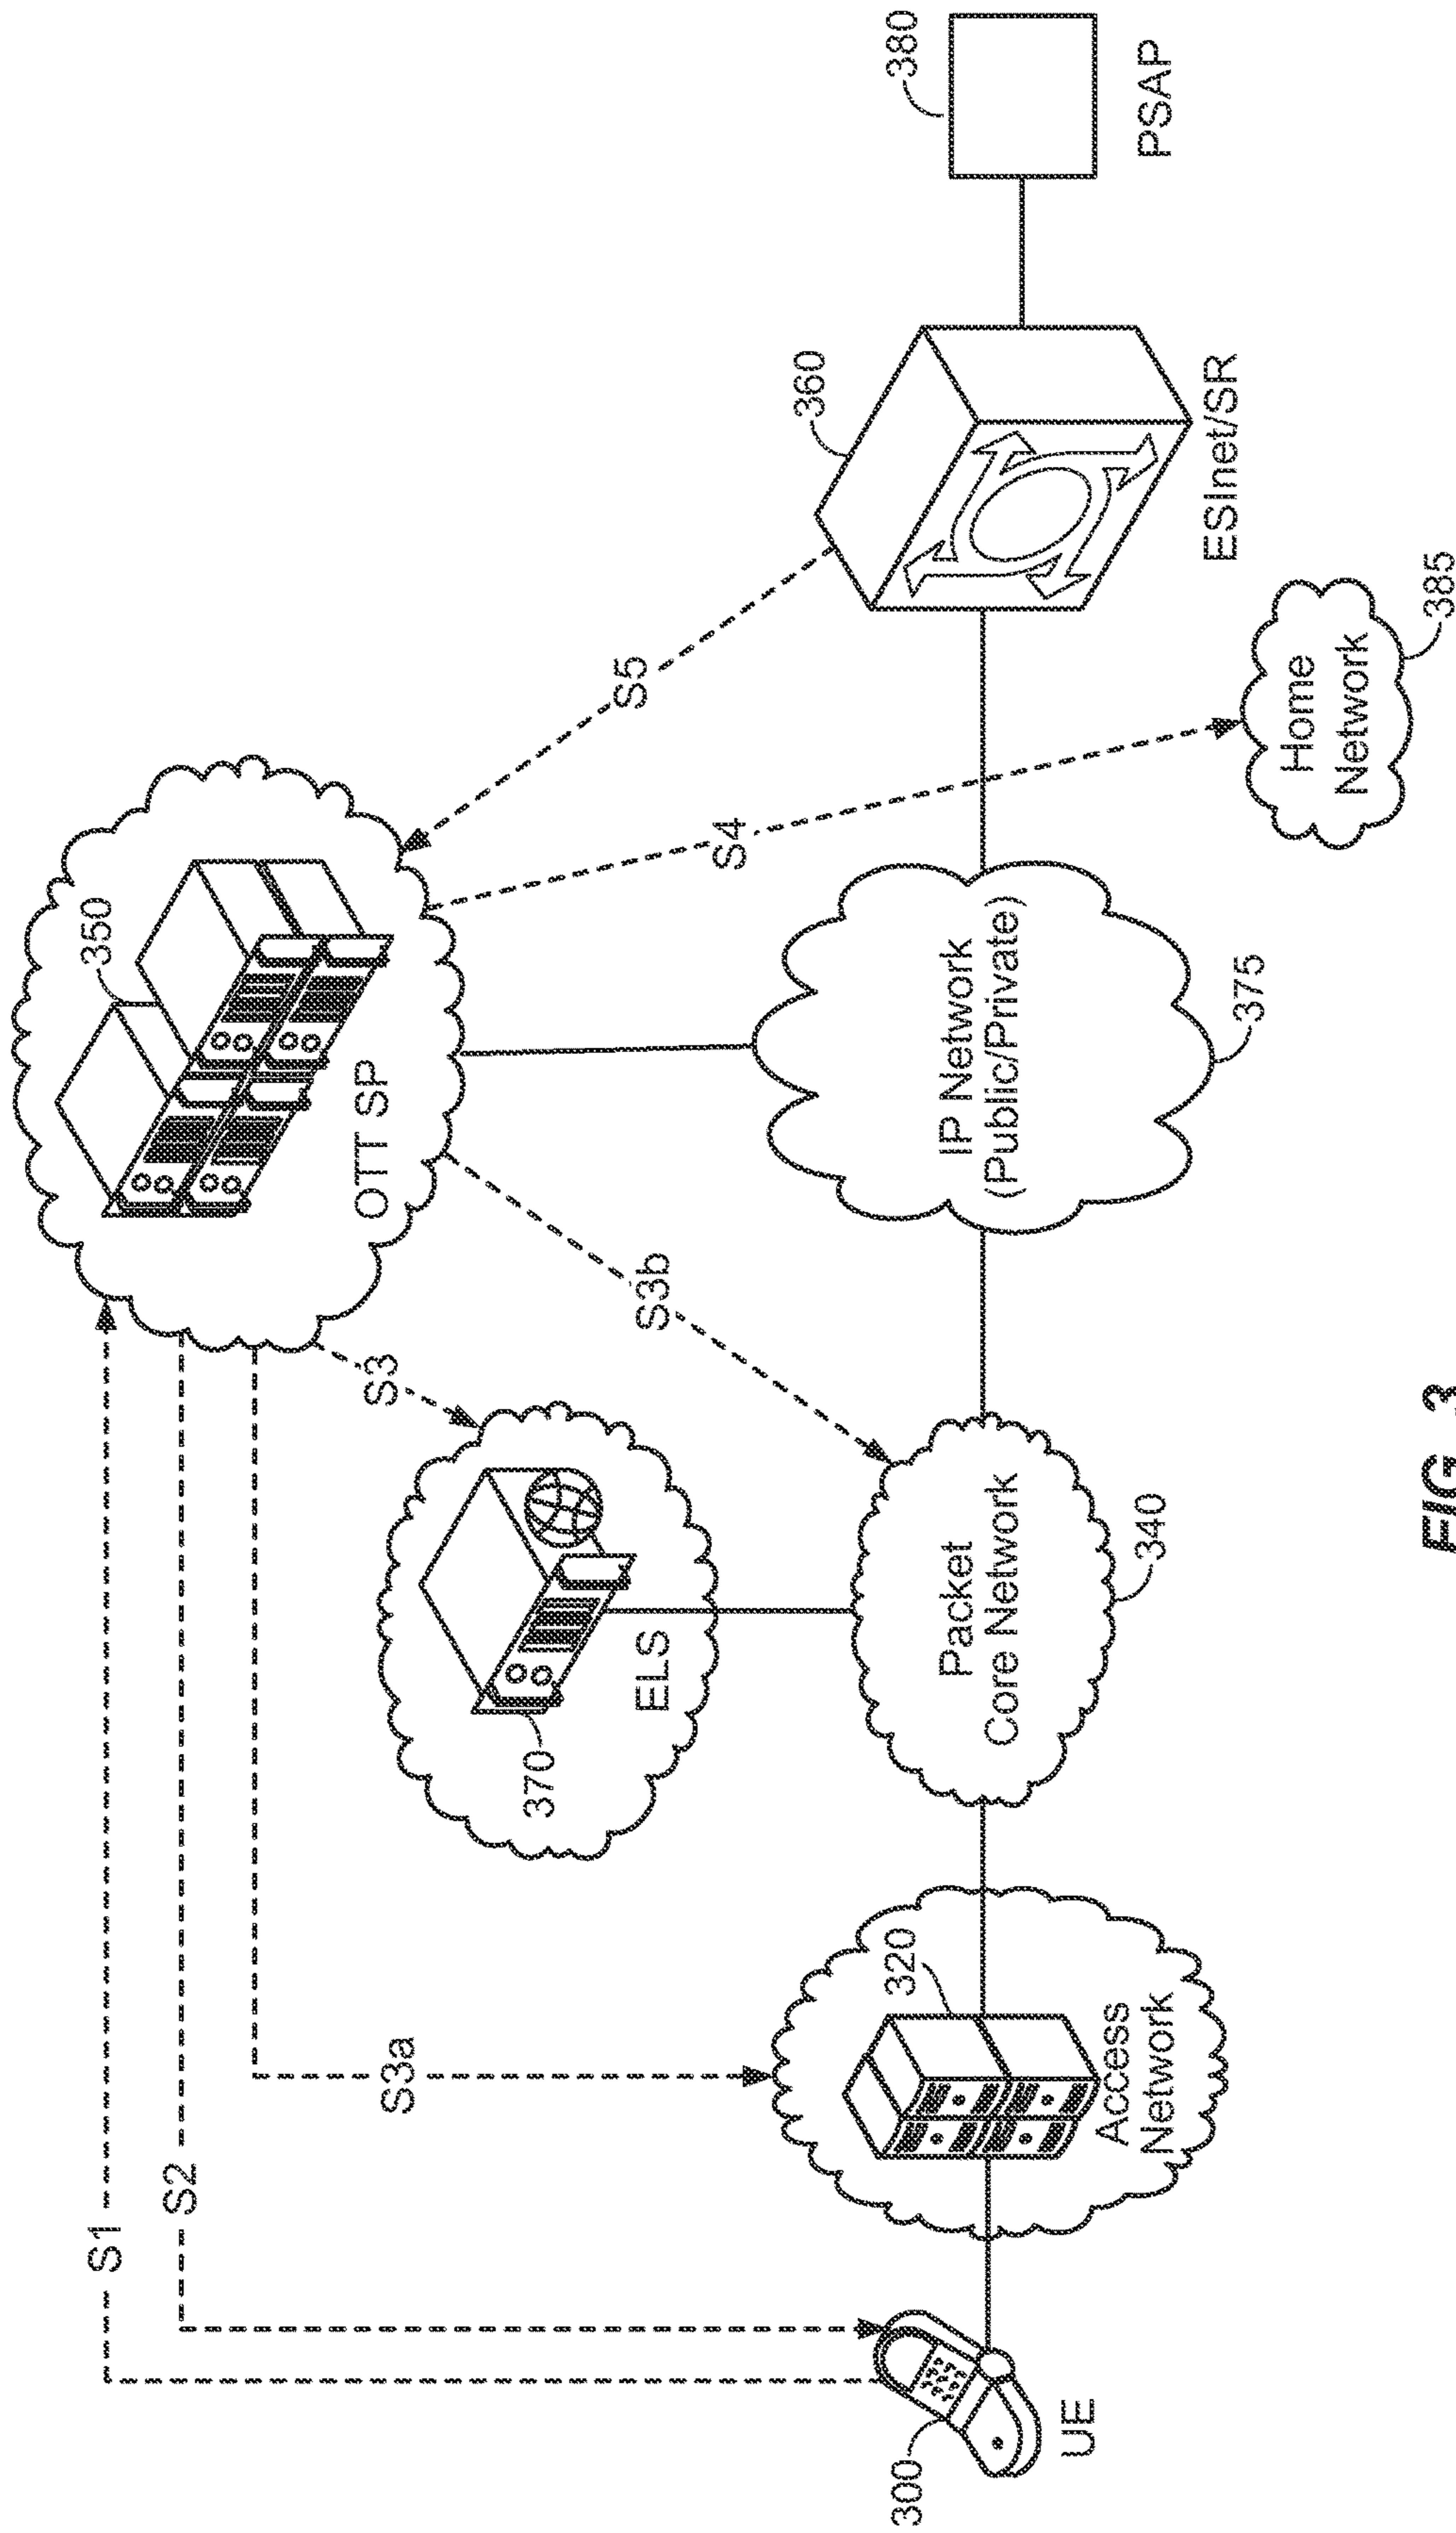 S1
S2
S3a
S3
S3b
S4
S5
350
OTT SP
370
ELS
300
UE
320
Access
Network
Packet
Core Network
340
IP Network
(Public/Private)
375
360
ESInet/SR
380
PSAP
Home
Network
385
FIG. 3